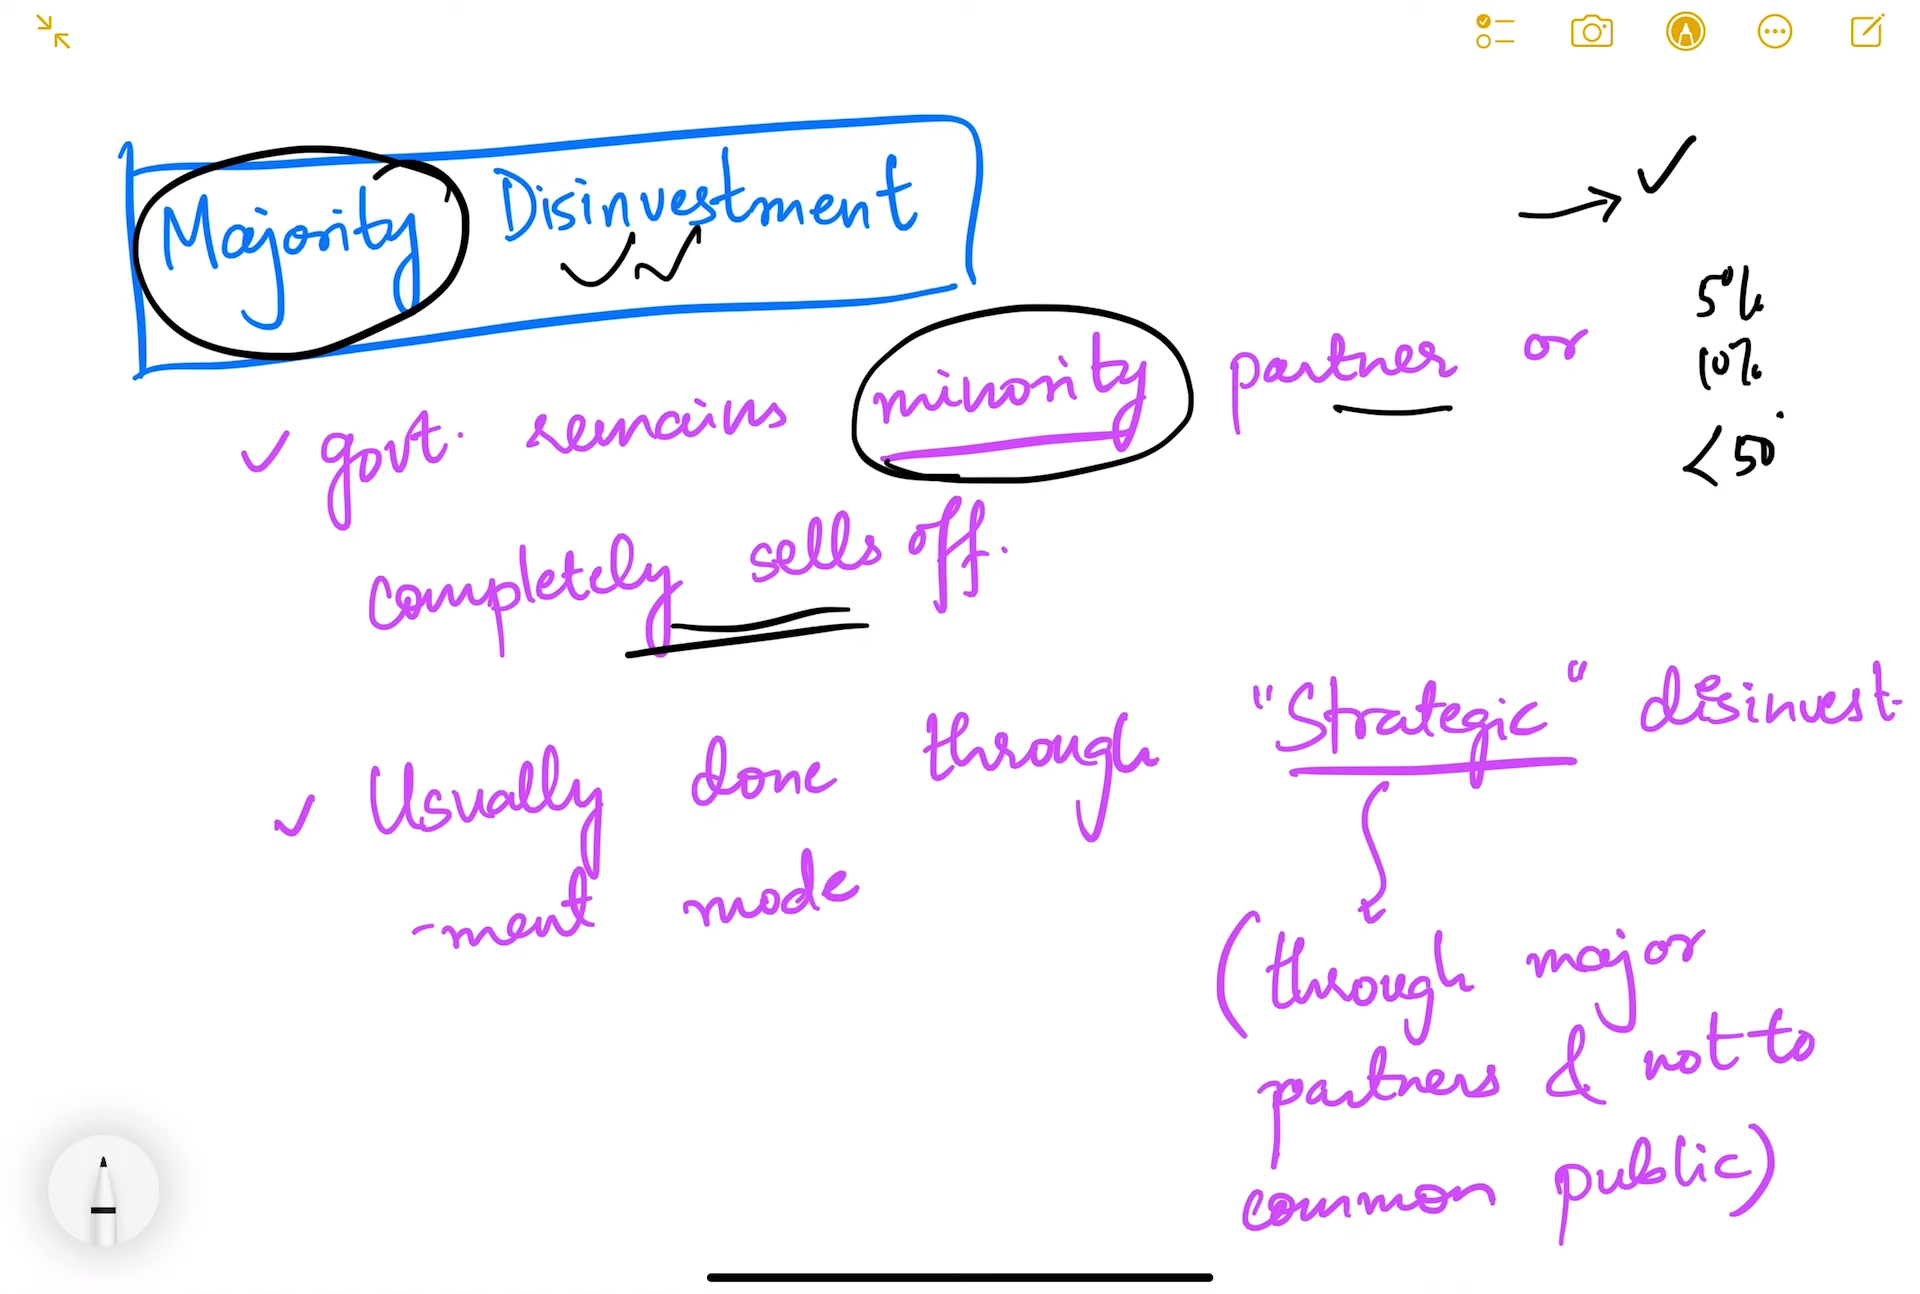 Majority Disinvestment
5%
10%
<50
govt. remains minority partner or
completely sells off.
Usually done through "Strategic" disinvest-
-ment mode
(through major
partners & not to
common public)